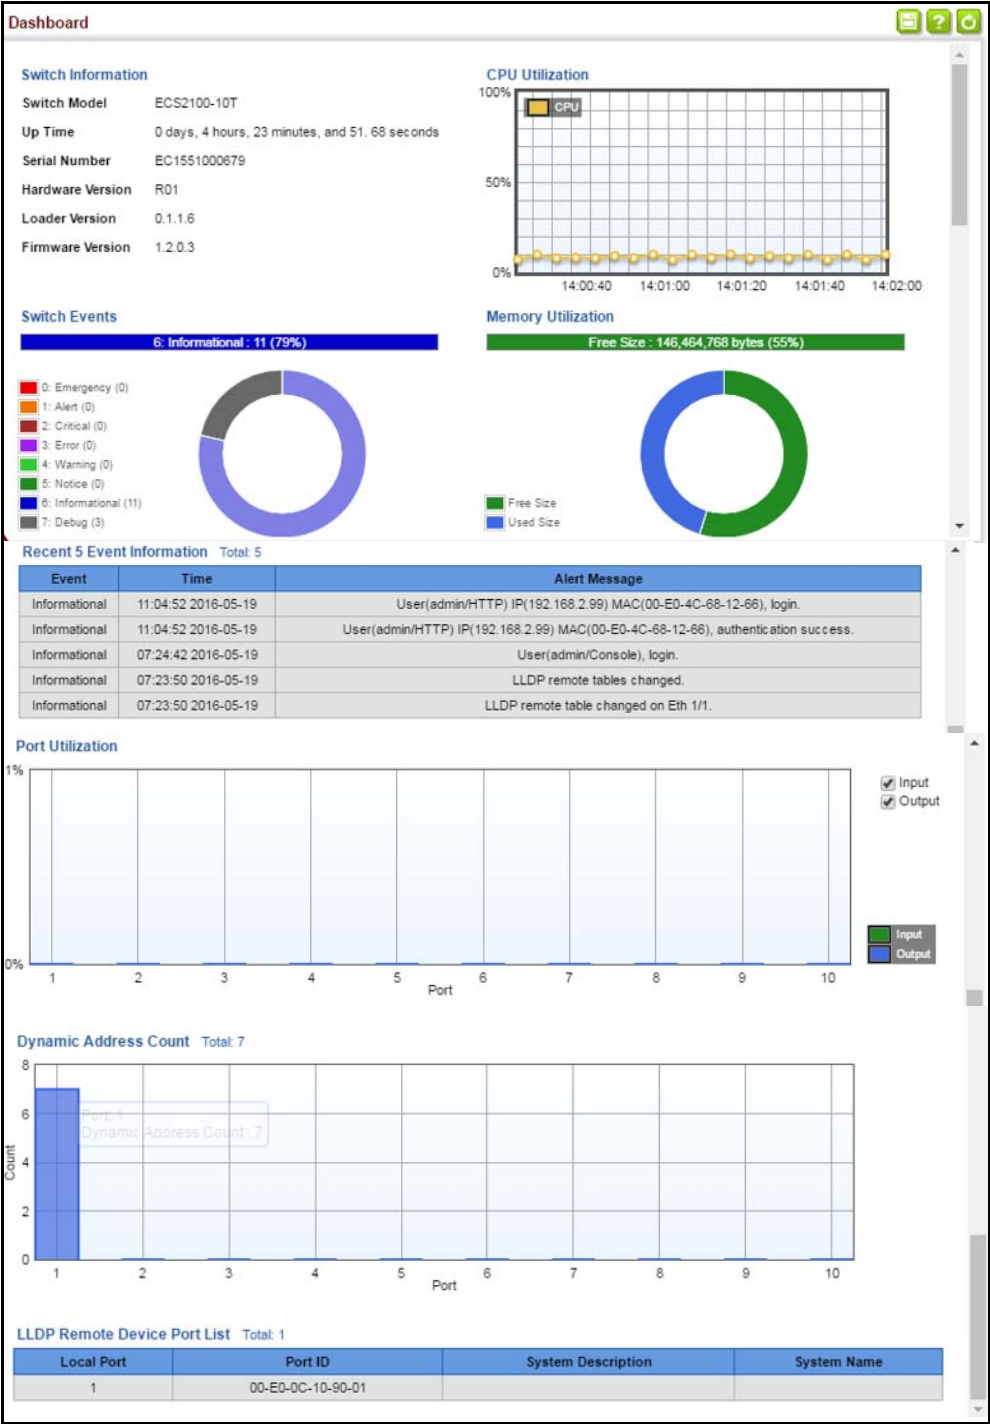 Dashboard
Switch Information
Switch Model ECS2100-10T
Up Time 0 days, 4 hours, 23 minutes, and 51. 68 seconds
Serial Number EC1551000679
Hardware Version R01
Loader Version 0.1.1.6
Firmware Version 1.2.0.3
CPU Utilization
100%
CPU
50%
0%
14:00:40 14:01:00 14:01:20 14:01:40 14:02:00
Switch Events
6: Informational : 11 (79%)
0: Emergency (0)
1: Alert (0)
2: Critical (0)
3: Error (0)
4: Warning (0)
5: Notice (0)
6: Informational (11)
7: Debug (3)
Memory Utilization
Free Size : 146,464,768 bytes (55%)
Free Size
Used Size
Recent 5 Event Information Total: 5
Event Time Alert Message
Informational 11:04:52 2016-05-19 User(admin/HTTP) IP(192.168.2.99) MAC(00-E0-4C-68-12-66), login.
Informational 11:04:52 2016-05-19 User(admin/HTTP) IP(192.168.2.99) MAC(00-E0-4C-68-12-66), authentication success.
Informational 07:24:42 2016-05-19 User(admin/Console), login.
Informational 07:23:50 2016-05-19 LLDP remote tables changed.
Informational 07:23:50 2016-05-19 LLDP remote table changed on Eth 1/1.
Port Utilization
1%
Input
Output
Input
Output
0%
1 2 3 4 5 6 7 8 9 10
Port
Dynamic Address Count Total: 7
8
6
Port: 1
Dynamic Address Count : 7
4
Count
2
0
1 2 3 4 5 6 7 8 9 10
Port
LLDP Remote Device Port List Total: 1
Local Port Port ID System Description System Name
1 00-E0-0C-10-90-01